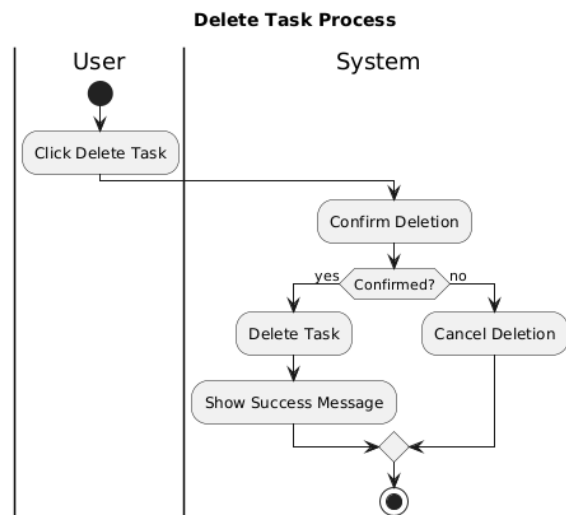 Delete Task Process
User
System
Click Delete Task
Confirm Deletion
yes
Confirmed?
no
Delete Task
Cancel Deletion
Show Success Message